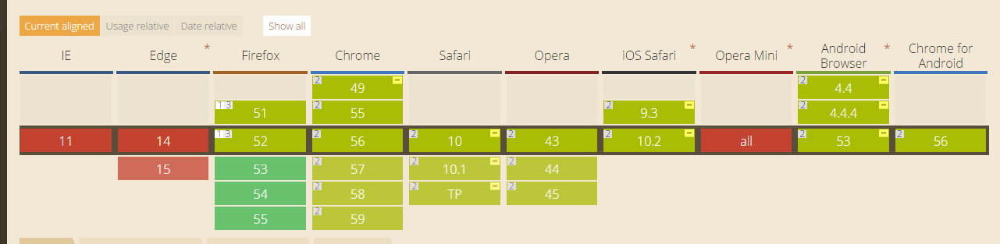 Current aligned Usage relative Date relative Show all
IE Edge * Firefox Chrome Safari Opera iOS Safari * Opera Mini * Android Browser * Chrome for Android
2 49 - 2 4.4 -
1 3 51 2 55 2 9.3 - 2 4.4.4 -
11 14 1 3 52 2 56 2 10 - 2 43 2 10.2 - all 2 53 - 2 56
15 53 2 57 2 10.1 - 2 44
54 2 58 2 TP - 2 45
55 2 59